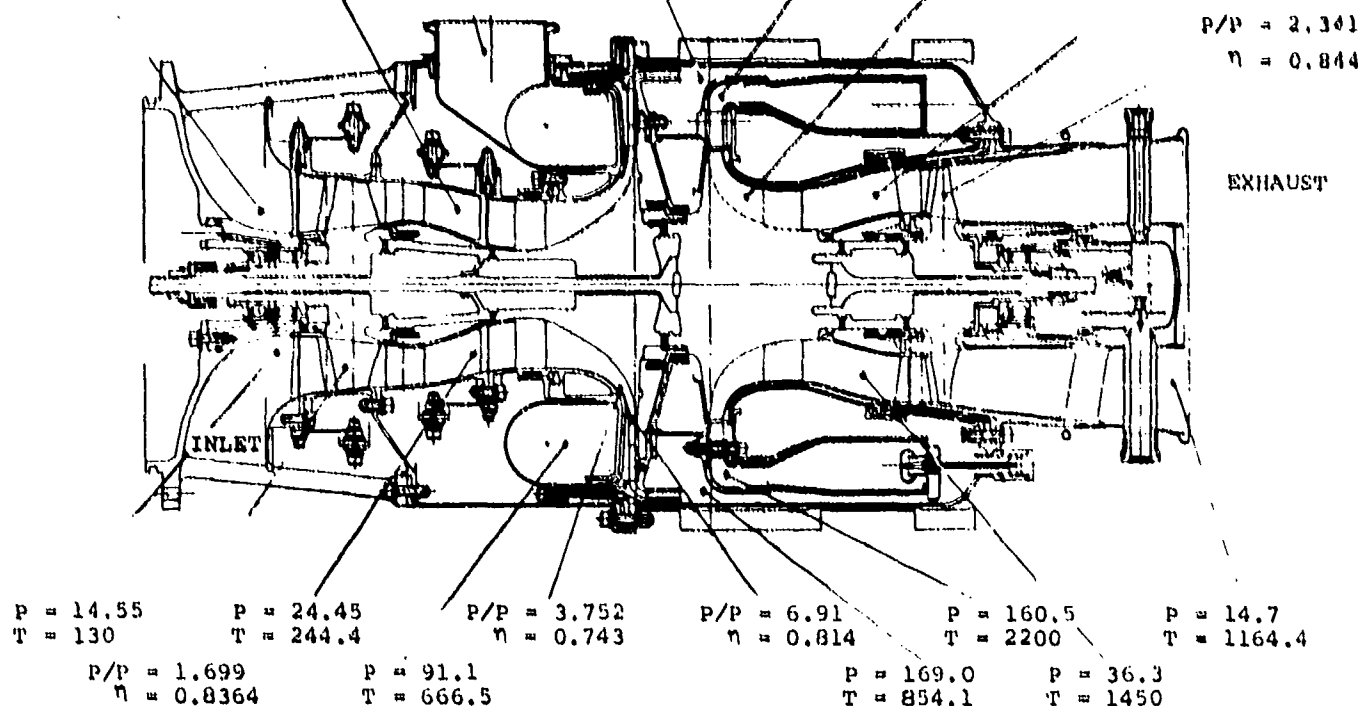 P/P = 2.341
η = 0.844
EXHAUST
INLET
P = 14.55 P = 24.45 P/P = 3.752 P/P = 6.91 P = 160.5 P = 14.7
T = 130 T = 244.4 η = 0.743 η = 0.814 T = 2200 T = 1164.4
P/P = 1.699 P = 91.1 P = 169.0 P = 36.3
η = 0.8364 T = 666.5 T = 854.1 T = 1450